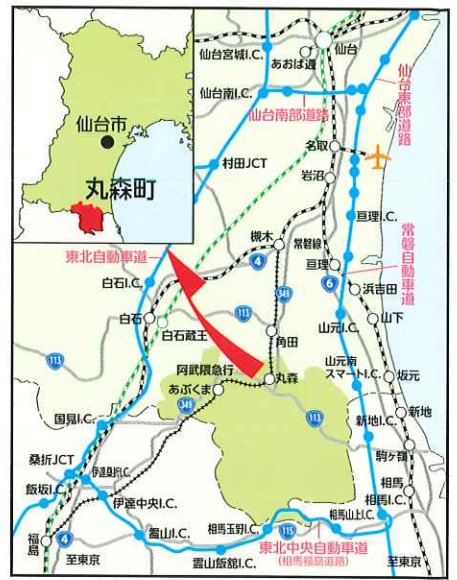 仙台市
丸森町
仙台宮城I.C.
仙台
あおば通
仙台南I.C.
仙台南部道路
仙台東部道路
名取
村田JCT
岩沼
亘理I.C.
東北自動車道
槻木
常磐線
4
349
亘理
6
常磐自動車道
浜吉田
白石I.C.
白石
白石蔵王
113
角田
山元I.C.
山下
113
阿武隈急行
あぶくま
丸森
山元南
スマートI.C.
坂元
349
113
新地I.C.
新地
国見I.C.
駒ケ嶺
桑折JCT
伊達桑折I.C.
飯坂I.C.
伊達中央I.C.
相馬
相馬I.C.
相馬玉野I.C.
相馬山上I.C.
115
福島
4
霊山I.C.
霊山飯舘I.C.
東北中央自動車道
(相馬福島道路)
至東京
至東京